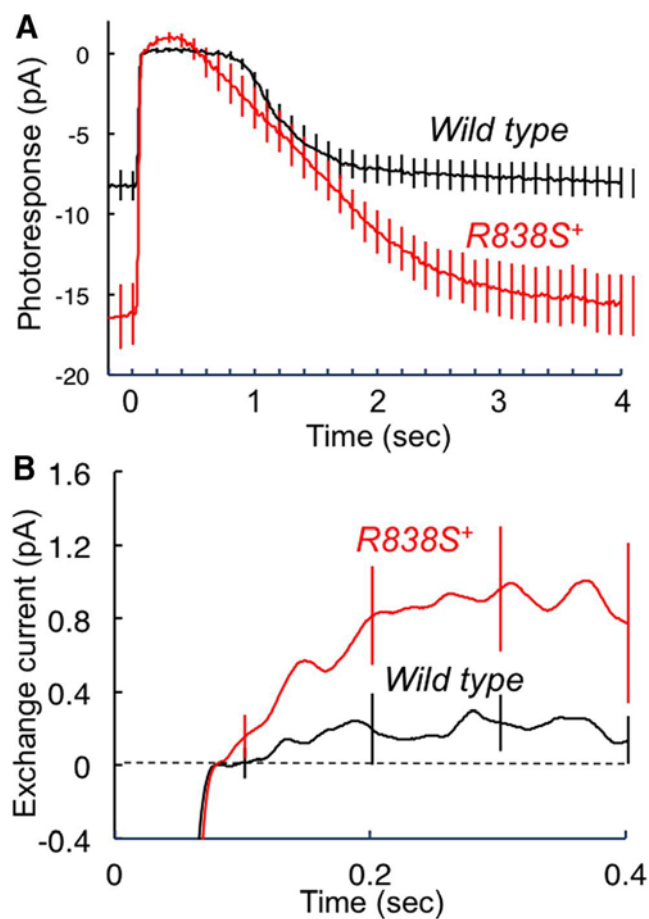 A
Photoresponse (pA)
0
-5
-10
-15
-20
Wild type
R838S+
0 1 2 3 4
Time (sec)
B
Exchange current (pA)
1.6
1.2
0.8
0.4
0
-0.4
R838S+
Wild type
0 0.2 0.4
Time (sec)